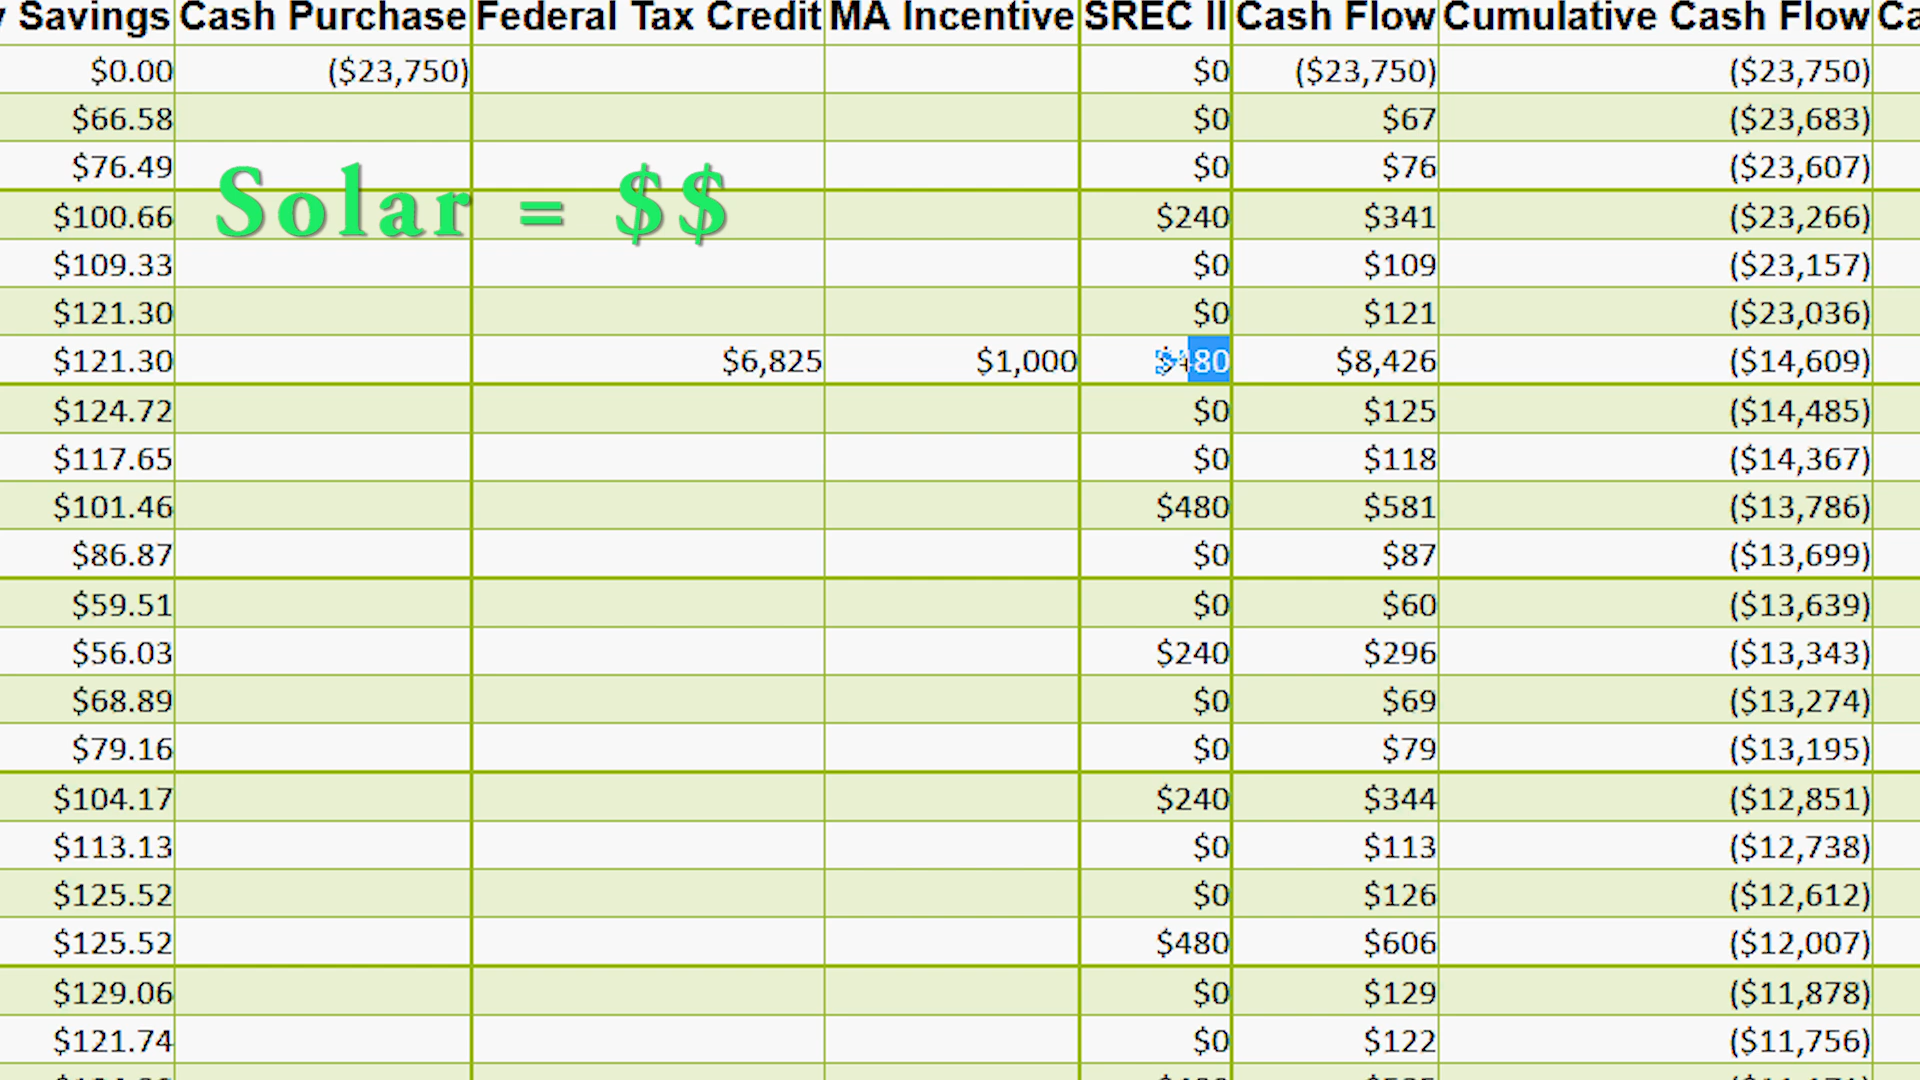 Savings Cash Purchase Federal Tax Credit MA Incentive SREC II Cash Flow Cumulative Cash Flow
$0.00 ($23,750) $0 ($23,750) ($23,750)
$66.58 $0 $67 ($23,683)
$76.49 $0 $76 ($23,607)
Solar = $$
$100.66 $240 $341 ($23,266)
$109.33 $0 $109 ($23,157)
$121.30 $0 $121 ($23,036)
$121.30 $6,825 $1,000 $480 $8,426 ($14,609)
$124.72 $0 $125 ($14,485)
$117.65 $0 $118 ($14,367)
$101.46 $480 $581 ($13,786)
$86.87 $0 $87 ($13,699)
$59.51 $0 $60 ($13,639)
$56.03 $240 $296 ($13,343)
$68.89 $0 $69 ($13,274)
$79.16 $0 $79 ($13,195)
$104.17 $240 $344 ($12,851)
$113.13 $0 $113 ($12,738)
$125.52 $0 $126 ($12,612)
$125.52 $480 $606 ($12,007)
$129.06 $0 $129 ($11,878)
$121.74 $0 $122 ($11,756)